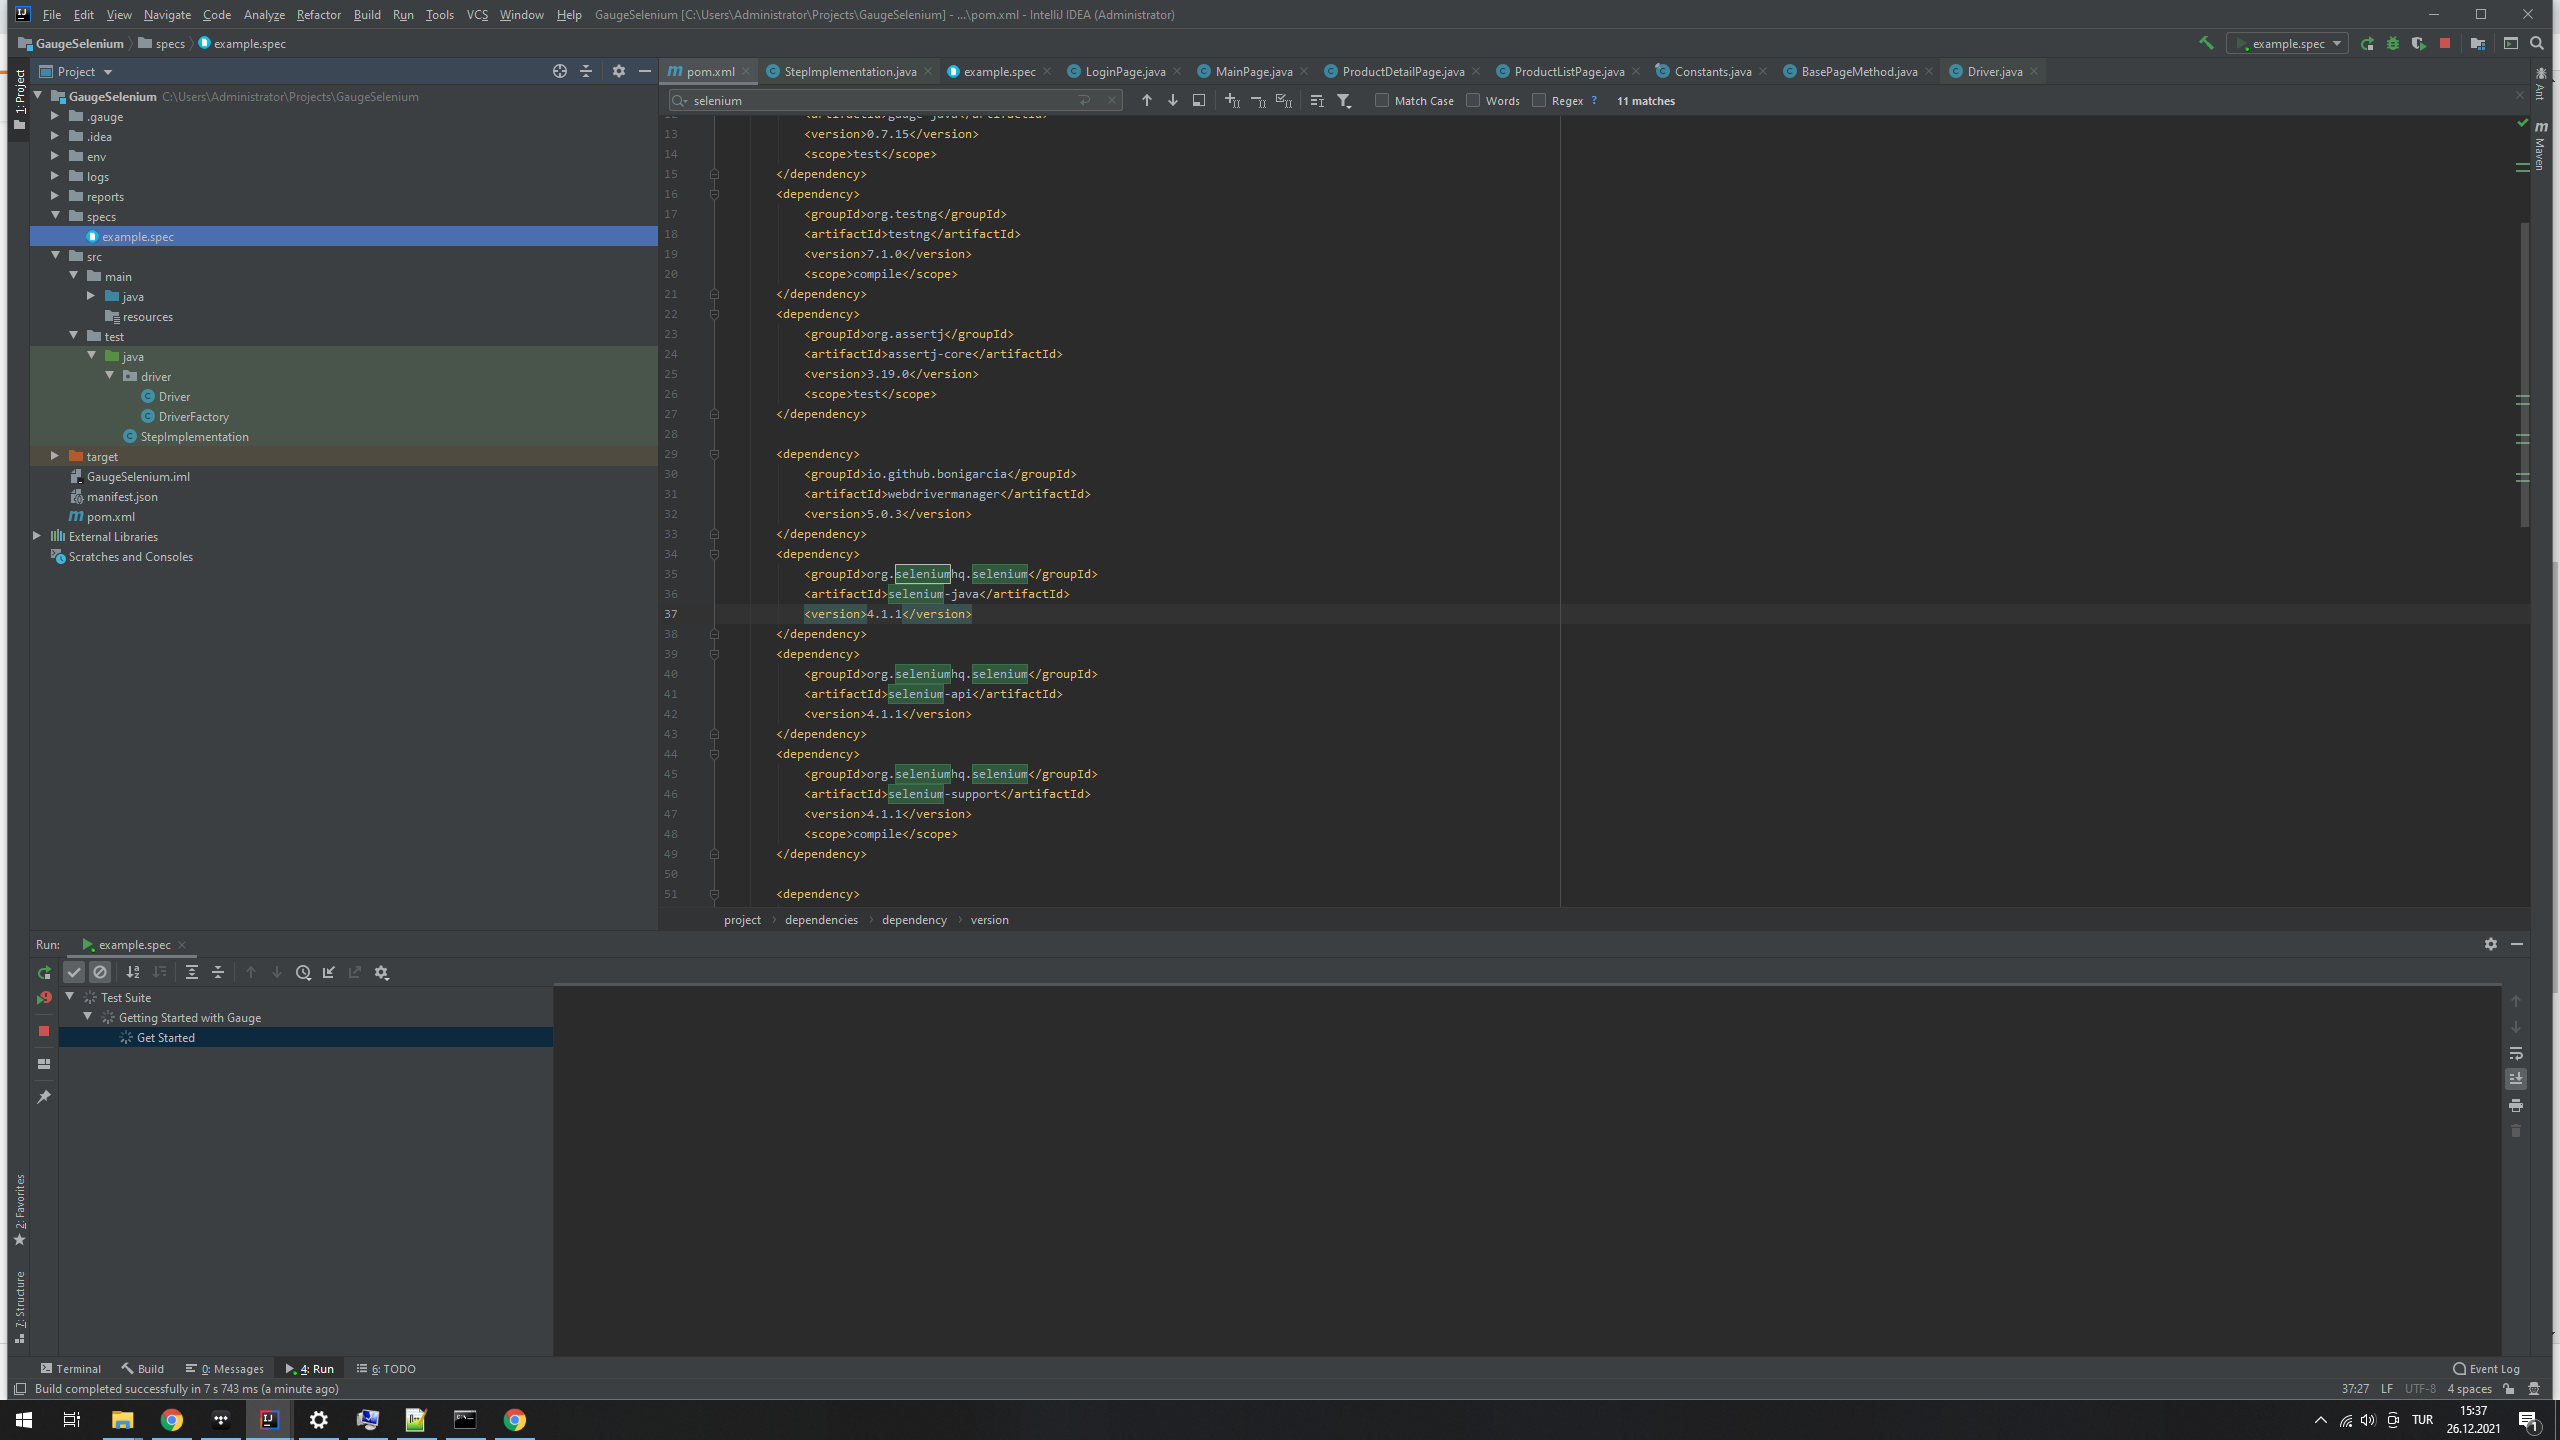 File Edit View Navigate Code Analyze Refactor Build Run Tools VCS Window Help GaugeSelenium [C:\Users\Administrator\Projects\GaugeSelenium] - ...\pom.xml - IntelliJ IDEA (Administrator)
GaugeSelenium specs example.spec
example.spec
Project
pom.xml StepImplementation.java example.spec LoginPage.java MainPage.java ProductDetailPage.java ProductListPage.java Constants.java BasePageMethod.java Driver.java
selenium
Match Case Words Regex ? 11 matches
1: Project
2: Favorites
7: Structure
Ant
Maven
GaugeSelenium C:\Users\Administrator\Projects\GaugeSelenium
.gauge
.idea
env
logs
reports
specs
example.spec
src
main
java
resources
test
java
driver
Driver
DriverFactory
StepImplementation
target
GaugeSelenium.iml
manifest.json
pom.xml
External Libraries
Scratches and Consoles
12 <artifactId>gauge-java</artifactId>
13 <version>0.7.15</version>
14 <scope>test</scope>
15 </dependency>
16 <dependency>
17 <groupId>org.testng</groupId>
18 <artifactId>testng</artifactId>
19 <version>7.1.0</version>
20 <scope>compile</scope>
21 </dependency>
22 <dependency>
23 <groupId>org.assertj</groupId>
24 <artifactId>assertj-core</artifactId>
25 <version>3.19.0</version>
26 <scope>test</scope>
27 </dependency>
28
29 <dependency>
30 <groupId>io.github.bonigarcia</groupId>
31 <artifactId>webdrivermanager</artifactId>
32 <version>5.0.3</version>
33 </dependency>
34 <dependency>
35 <groupId>org.seleniumhq.selenium</groupId>
36 <artifactId>selenium-java</artifactId>
37 <version>4.1.1</version>
38 </dependency>
39 <dependency>
40 <groupId>org.seleniumhq.selenium</groupId>
41 <artifactId>selenium-api</artifactId>
42 <version>4.1.1</version>
43 </dependency>
44 <dependency>
45 <groupId>org.seleniumhq.selenium</groupId>
46 <artifactId>selenium-support</artifactId>
47 <version>4.1.1</version>
48 <scope>compile</scope>
49 </dependency>
50
51 <dependency>
project dependencies dependency version
Run: example.spec
Test Suite
Getting Started with Gauge
Get Started
Terminal Build 0: Messages 4: Run 6: TODO
Event Log
Build completed successfully in 7 s 743 ms (a minute ago)
37:27 LF UTF-8 4 spaces
TUR
15:37
26.12.2021
1